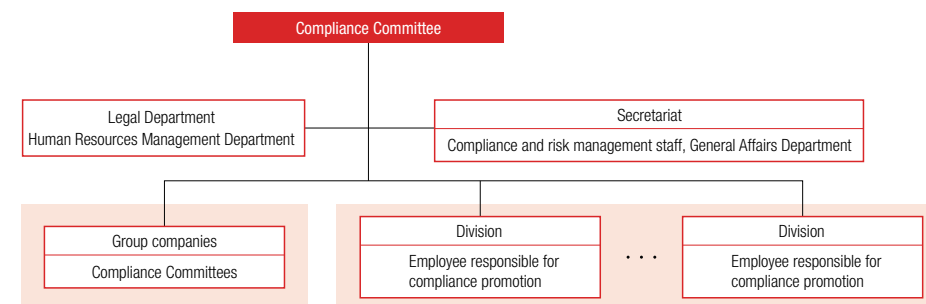 Compliance Committee
Legal Department
Human Resources Management Department
Secretariat
Compliance and risk management staff, General Affairs Department
Group companies
Compliance Committees
Division
Employee responsible for
compliance promotion
. . .
Division
Employee responsible for
compliance promotion